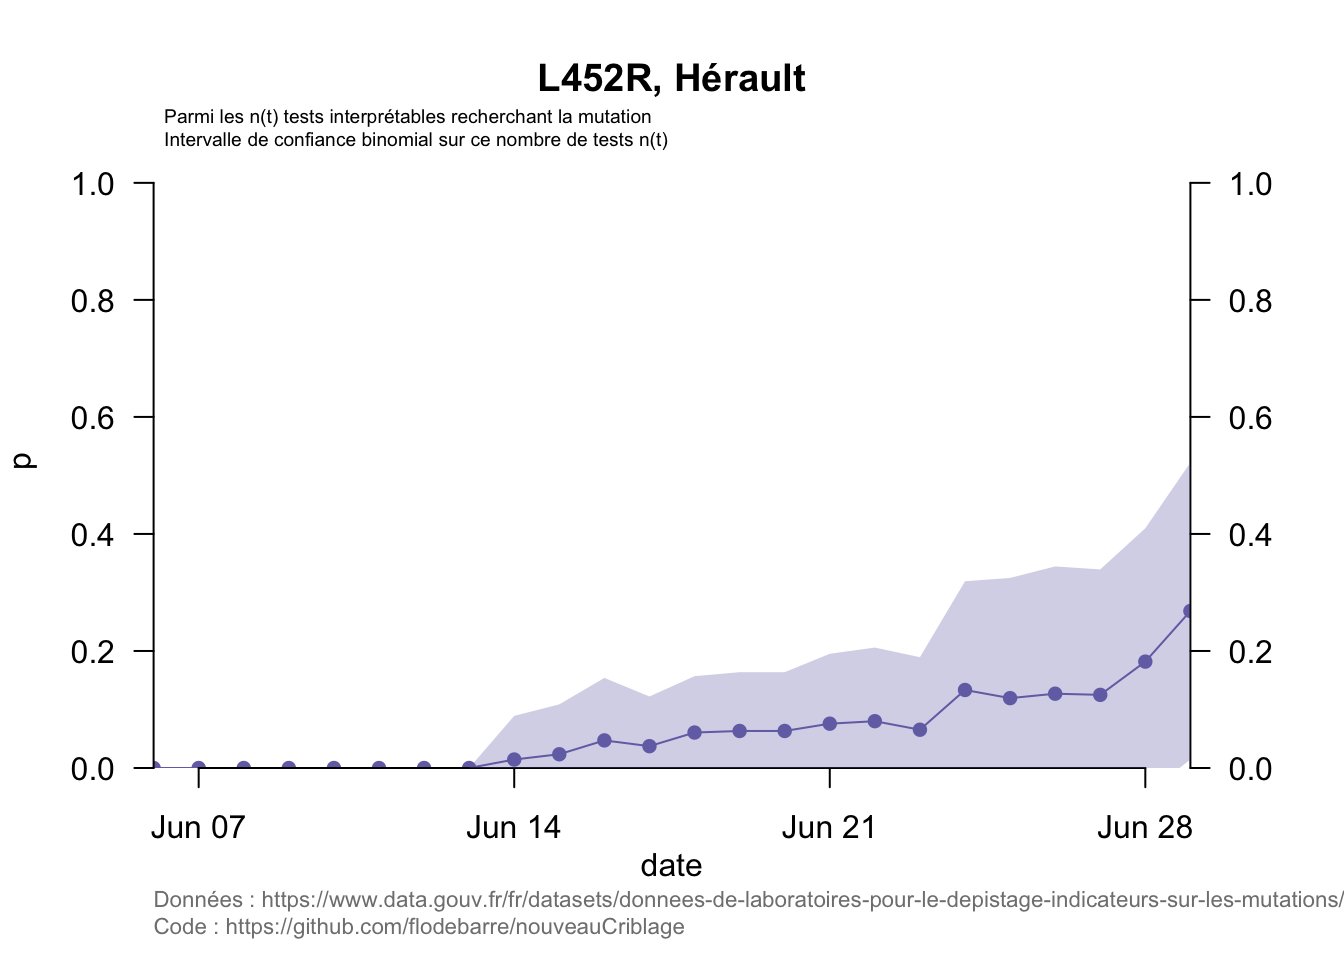 L452R, Hérault
Parmi les n(t) tests interprétables recherchant la mutation
Intervalle de confiance binomial sur ce nombre de tests n(t)
1.0
0.8
0.6
0.4
0.2
0.0
p
1.0
0.8
0.6
0.4
0.2
0.0
Jun 07
Jun 14
Jun 21
Jun 28
date
Données : https://www.data.gouv.fr/fr/datasets/donnees-de-laboratoires-pour-le-depistage-indicateurs-sur-les-mutations/
Code : https://github.com/flodebarre/nouveauCriblage